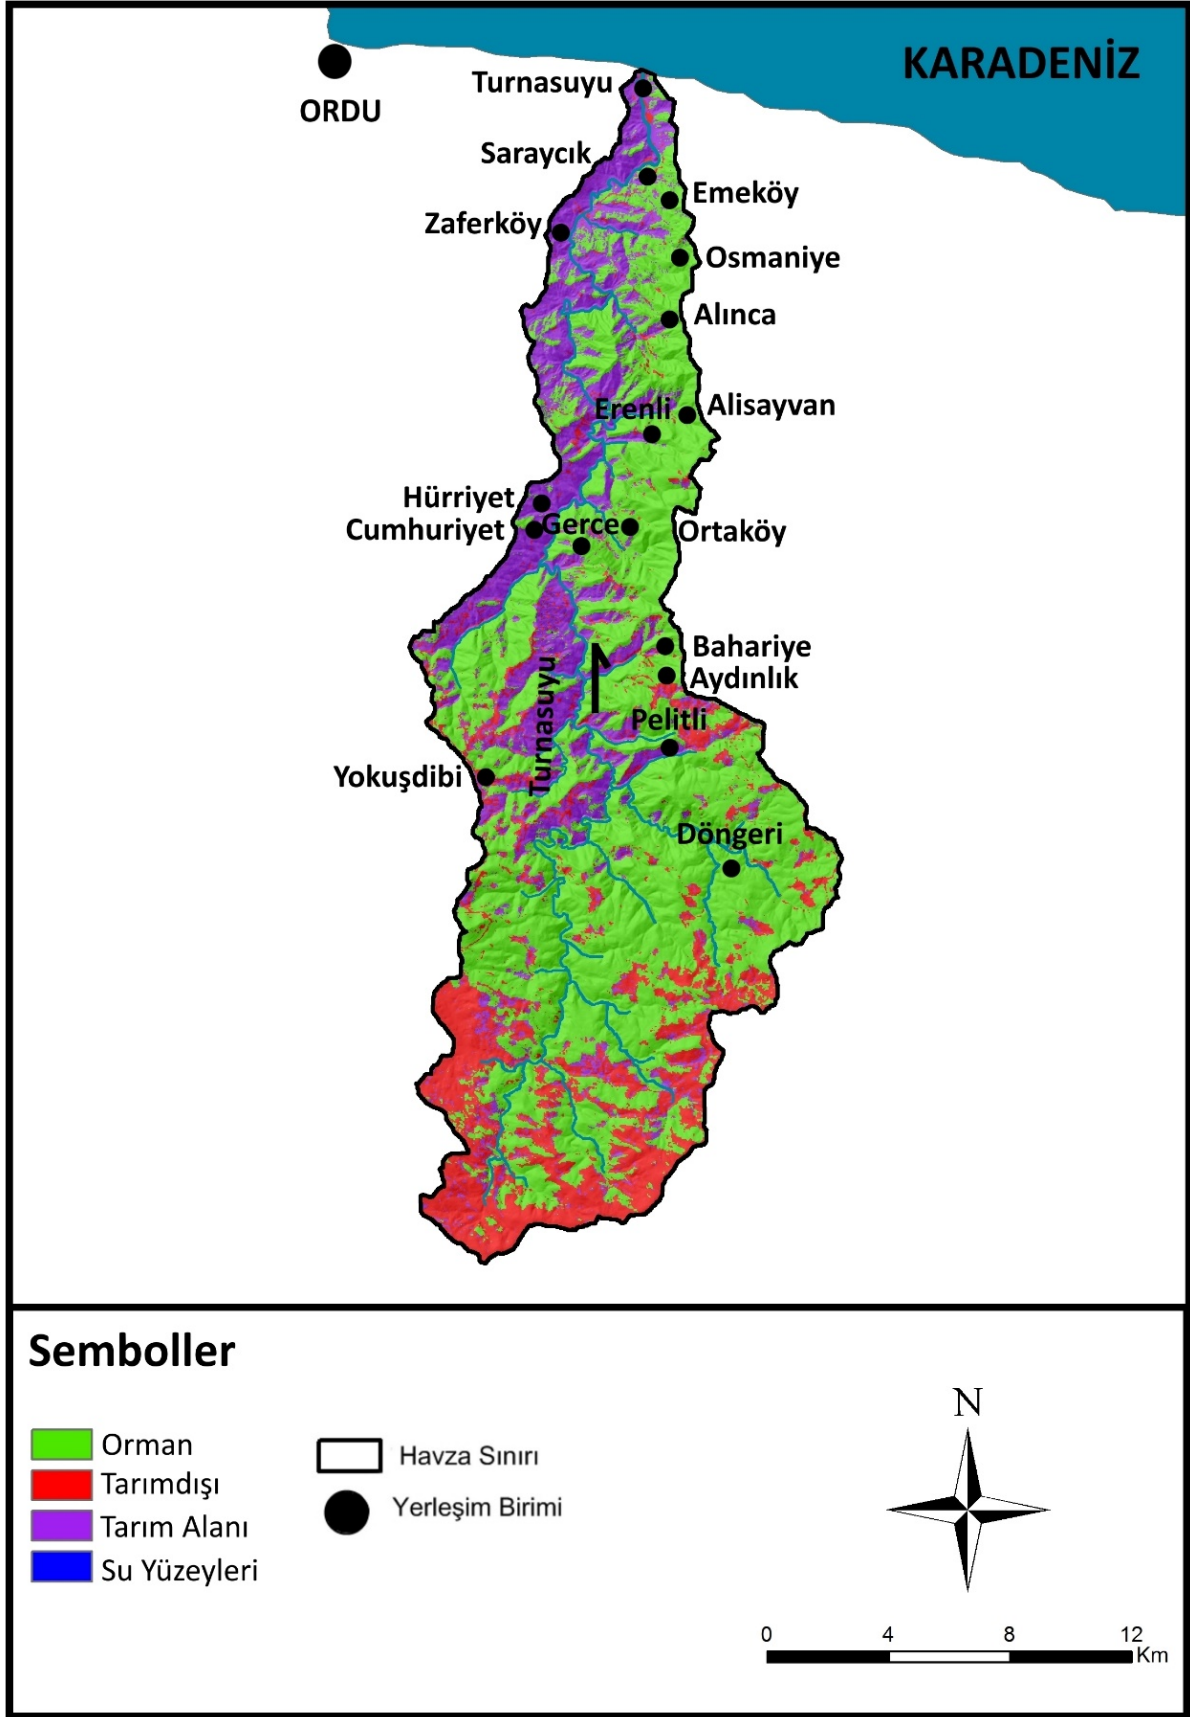 KARADENİZ
ORDU
Turnasuyu
Saraycık
Emeköy
Zaferköy
Osmaniye
Alınca
Erenli
Alisayvan
Hürriyet
Cumhuriyet
Gerce
Ortaköy
Bahariye
Aydınlık
Turnasuyu
Pelitli
Yokuşdibi
Döngeri
Semboller
Orman
Tarımdışı
Tarım Alanı
Su Yüzeyleri
Havza Sınırı
Yerleşim Birimi
N
0 4 8 12
Km